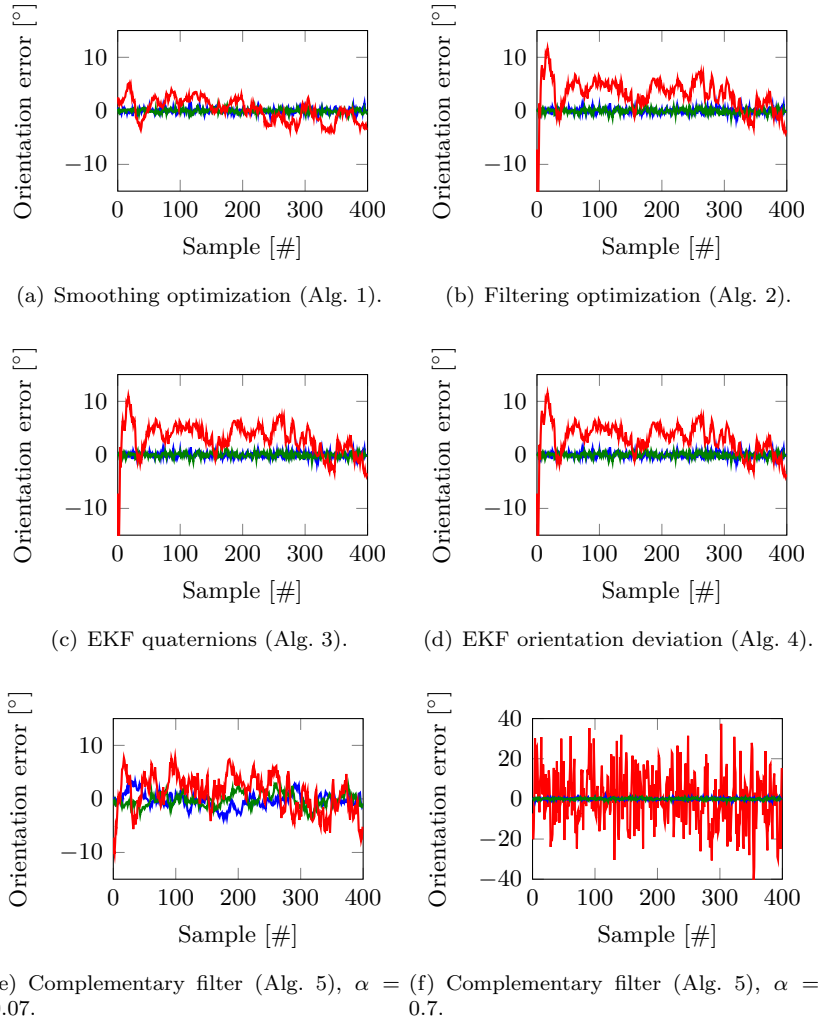 Orientation error [°]
10
0
−10
0 100 200 300 400
Sample [#]
(a) Smoothing optimization (Alg. 1).
Orientation error [°]
10
0
−10
0 100 200 300 400
Sample [#]
(b) Filtering optimization (Alg. 2).
Orientation error [°]
10
0
−10
0 100 200 300 400
Sample [#]
(c) EKF quaternions (Alg. 3).
Orientation error [°]
10
0
−10
0 100 200 300 400
Sample [#]
(d) EKF orientation deviation (Alg. 4).
Orientation error [°]
10
0
−10
0 100 200 300 400
Sample [#]
e) Complementary filter (Alg. 5), α =
.07.
Orientation error [°]
40
20
0
−20
−40
0 100 200 300 400
Sample [#]
(f) Complementary filter (Alg. 5), α =
0.7.